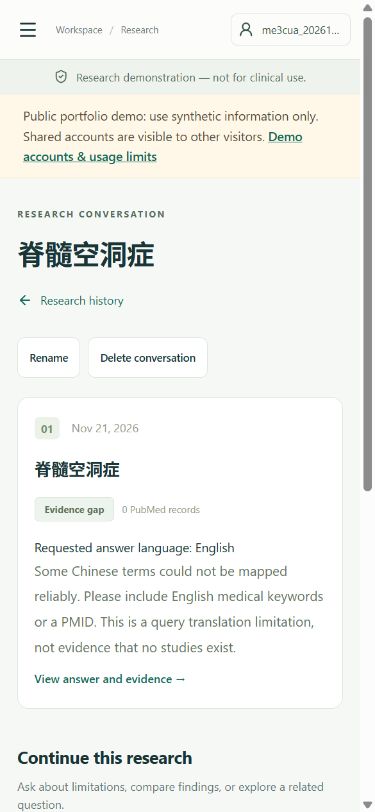 Workspace / Research
me3cua_20261...
Research demonstration — not for clinical use.
Public portfolio demo: use synthetic information only.
Shared accounts are visible to other visitors. Demo
accounts & usage limits
RESEARCH CONVERSATION
脊髓空洞症
← Research history
Rename
Delete conversation
01
Nov 21, 2026
脊髓空洞症
Evidence gap
0 PubMed records
Requested answer language: English
Some Chinese terms could not be mapped
reliably. Please include English medical keywords
or a PMID. This is a query translation limitation,
not evidence that no studies exist.
View answer and evidence →
Continue this research
Ask about limitations, compare findings, or explore a related
question.